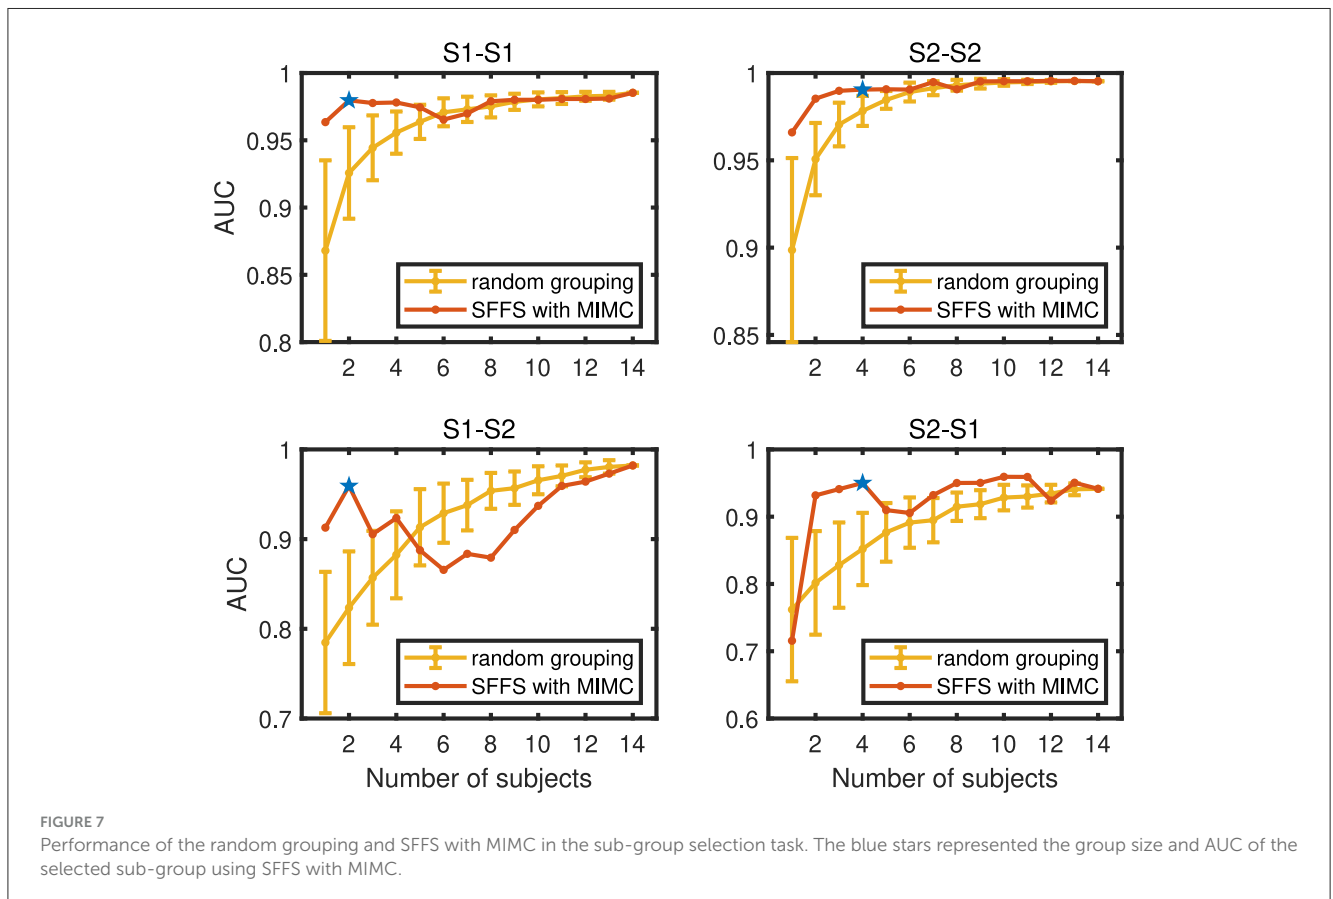 S1-S1
S2-S2
1
0.95
0.9
0.85
0.8
AUC
random grouping
SFFS with MIMC
2 4 6 8 10 12 14
1
0.95
0.9
0.85
random grouping
SFFS with MIMC
2 4 6 8 10 12 14
S1-S2
S2-S1
1
0.9
0.8
0.7
AUC
random grouping
SFFS with MIMC
2 4 6 8 10 12 14
Number of subjects
1
0.9
0.8
0.7
0.6
random grouping
SFFS with MIMC
2 4 6 8 10 12 14
Number of subjects
FIGURE 7
Performance of the random grouping and SFFS with MIMC in the sub-group selection task. The blue stars represented the group size and AUC of the
selected sub-group using SFFS with MIMC.